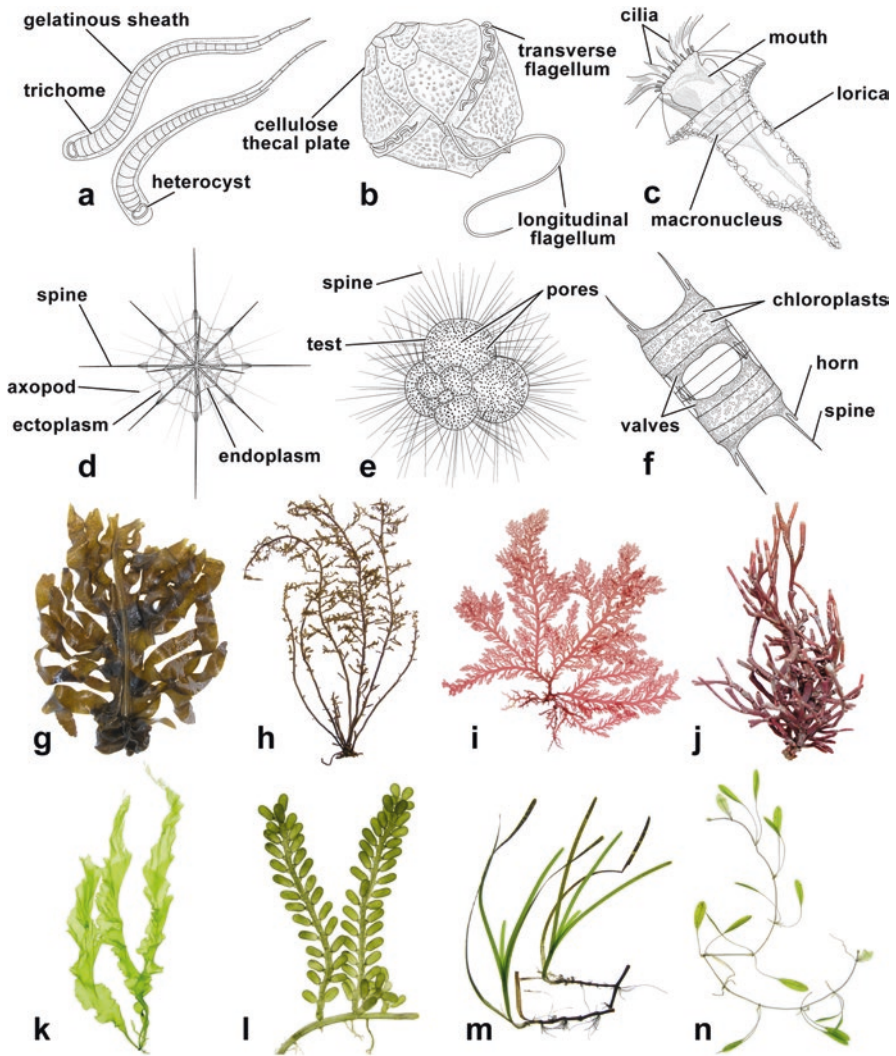 gelatinous sheath
trichome
heterocyst
a
cellulose
thecal plate
transverse
flagellum
longitudinal
flagellum
b
cilia
mouth
lorica
macronucleus
c
spine
axopod
ectoplasm
endoplasm
d
spine
pores
test
e
chloroplasts
horn
valves
spine
f
g
h
i
j
k
l
m
n